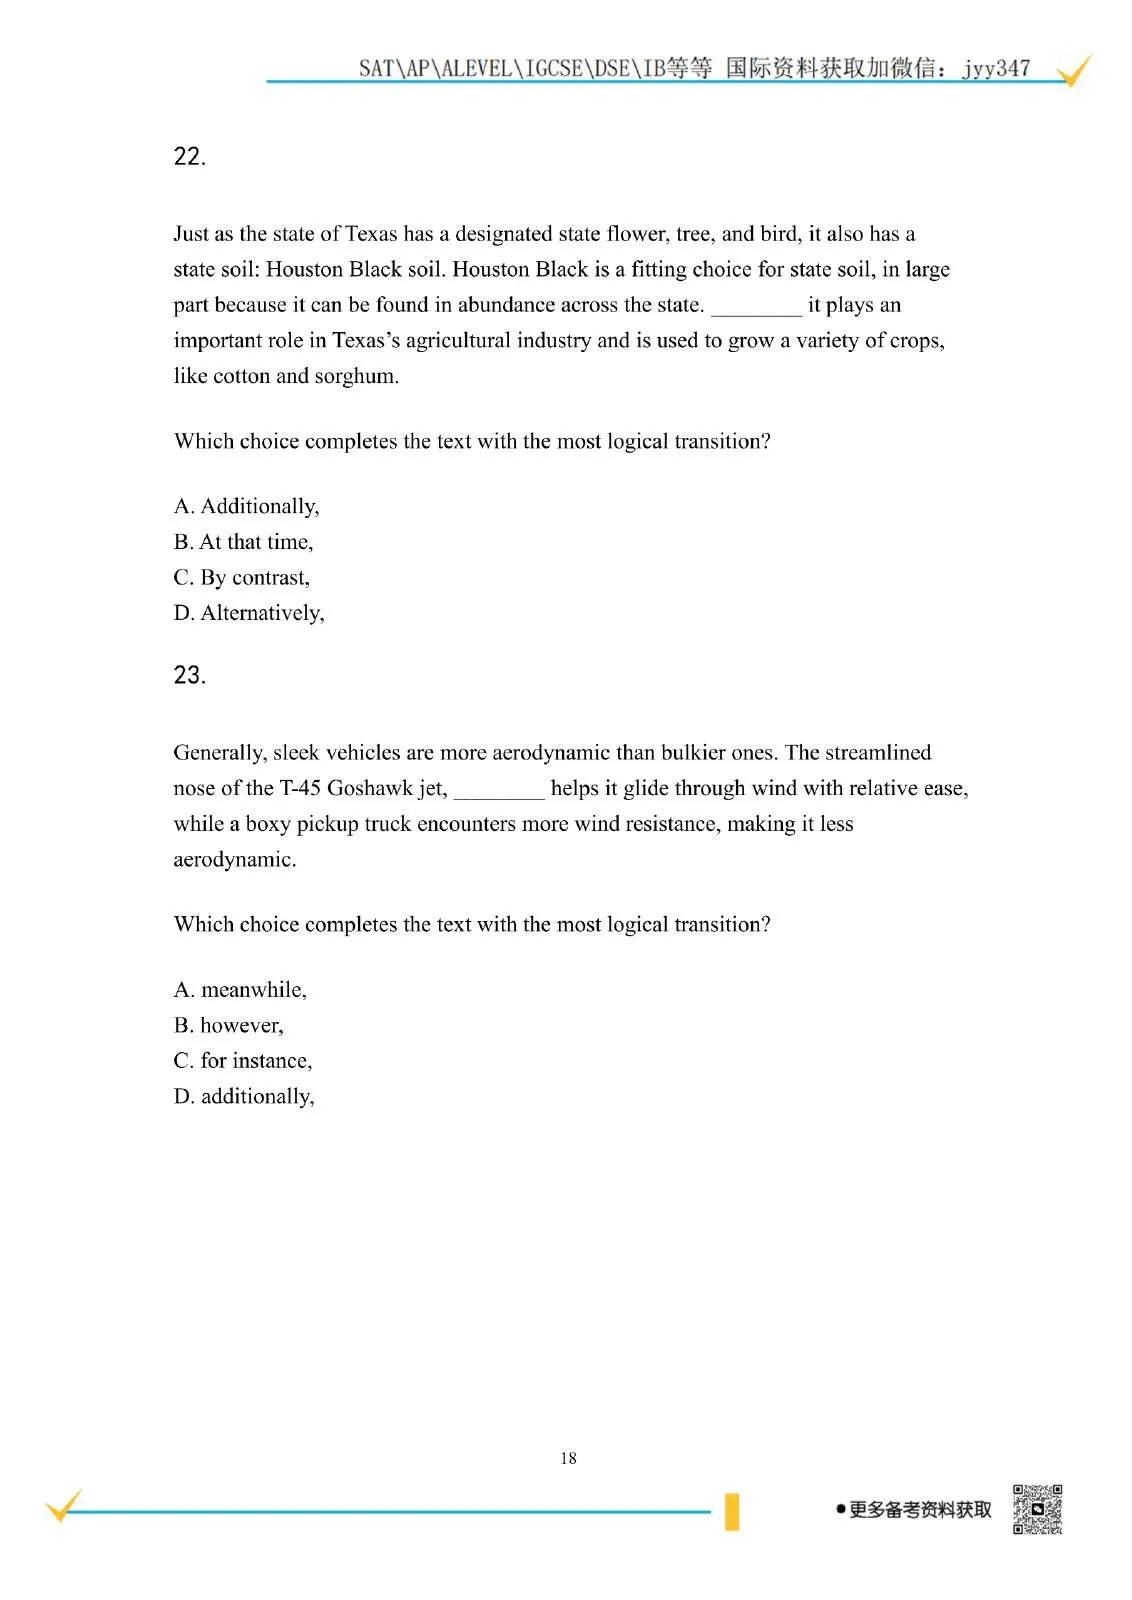 SAT\AP\ALEVEL\IGCSE\DSE\IB等等 国际资料获取加微信：jyy347
22.
Just as the state of Texas has a designated state flower, tree, and bird, it also has a
state soil: Houston Black soil. Houston Black is a fitting choice for state soil, in large
part because it can be found in abundance across the state. ________ it plays an
important role in Texas’s agricultural industry and is used to grow a variety of crops,
like cotton and sorghum.
Which choice completes the text with the most logical transition?
A. Additionally,
B. At that time,
C. By contrast,
D. Alternatively,
23.
Generally, sleek vehicles are more aerodynamic than bulkier ones. The streamlined
nose of the T-45 Goshawk jet, ________ helps it glide through wind with relative ease,
while a boxy pickup truck encounters more wind resistance, making it less
aerodynamic.
Which choice completes the text with the most logical transition?
A. meanwhile,
B. however,
C. for instance,
D. additionally,
18
●更多备考资料获取